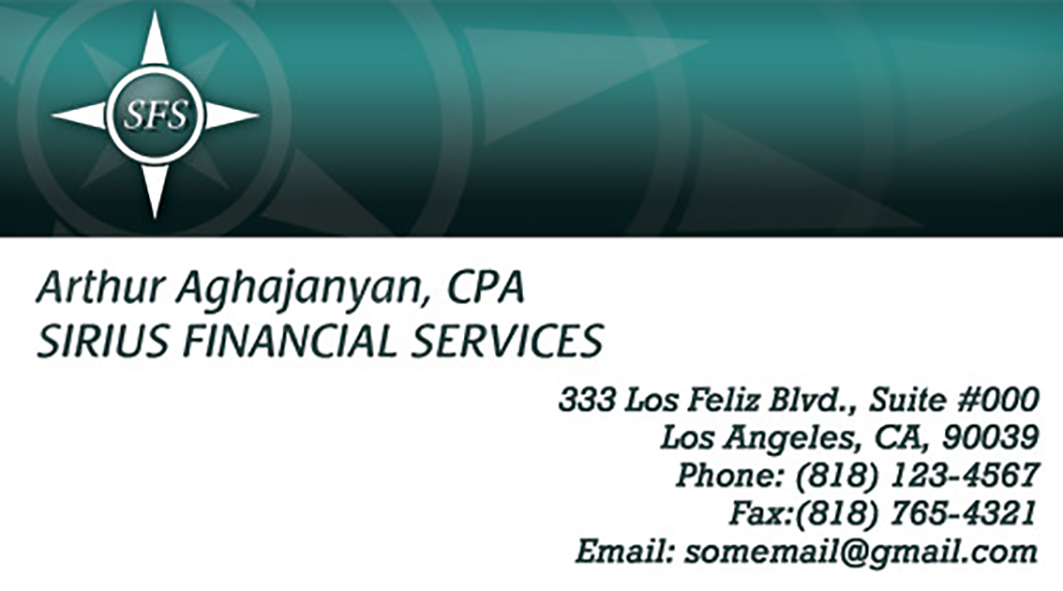 SFS
Arthur Aghajanyan, CPA
SIRIUS FINANCIAL SERVICES
333 Los Feliz Blvd., Suite #000
Los Angeles, CA, 90039
Phone: (818) 123-4567
Fax:(818) 765-4321
Email: somemail@gmail.com